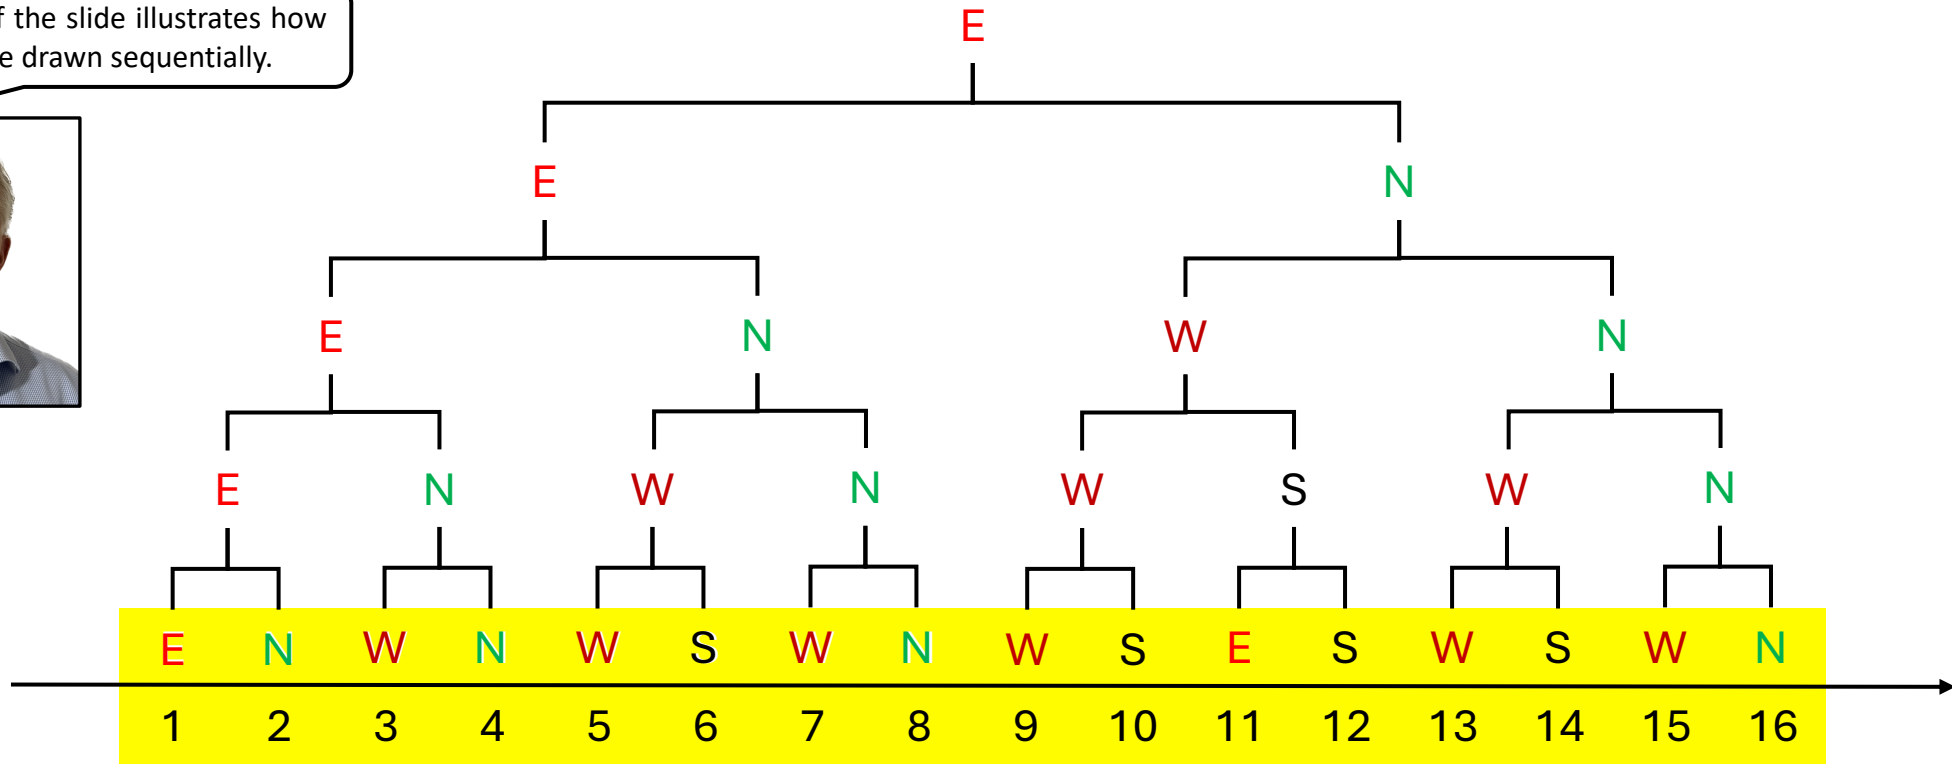 the slide illustrates how
drawn sequentially.
E
E N
E N W N
E N W N W S W N
E N W N W S W N W S E S W S W N
1 2 3 4 5 6 7 8 9 10 11 12 13 14 15 16